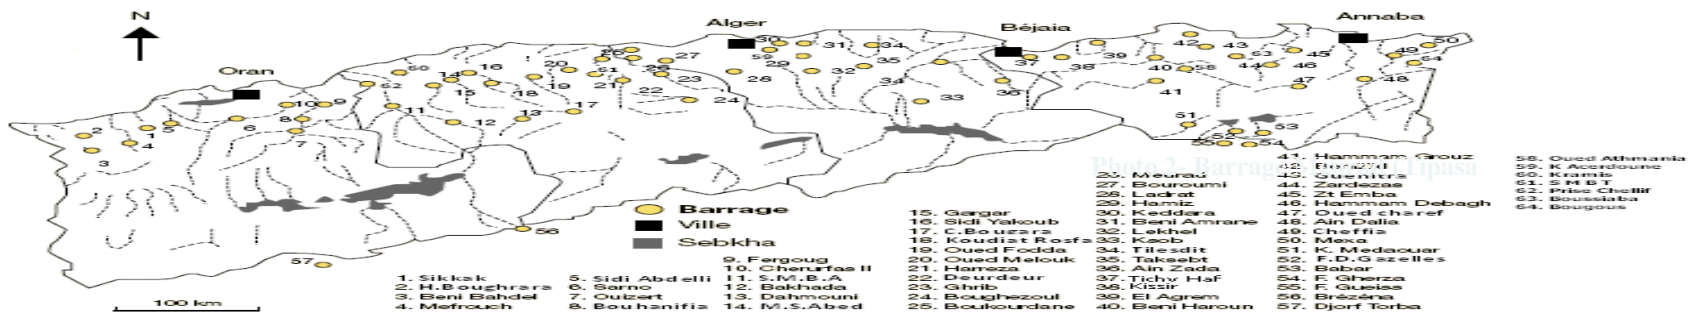 N
Oran
Alger
Béjaia
Annaba
Barrage
Ville
Sebkha
100 km
1. Sikkak
2. H.Boughrara
3. Beni Bahdel
4. Mefrouch
5. Sidi Abdelli
6. Sarno
7. Ouizert
8. Bouhanifia
9. Fergoug
10. Cheurfas II
11. S.M.B.A
12. Bakhada
13. Dahmouni
14. M.S.Abed
15. Gargar
16. Sidi Yakoub
17. C.Bougara
18. Koudiat Rosfa
19. Oued Fodda
20. Oued Melouk
21. Harreza
22. Deurdeur
23. Ghrib
24. Boughezoul
25. Boukourdane
27. Bouroumi
28. Ladrat
29. Hamiz
30. Keddara
31. Beni Amrane
32. Lekhel
33. Ksob
34. Tilesdit
35. Taksebt
36. Ain Zada
37. Tichy Haf
38. Kissir
39. El Agrem
40. Beni Haroun
41. Hammam Grouz
44. Zardezas
45. Zt Emba
46. Hammam Debagh
47. Oued charef
48. Ain Dalia
49. Cheffia
50. Mexa
51. K. Medaouar
52. F.D.Gazelles
53. Babar
54. F. Gherza
55. F. Gueiss
56. Brézéna
57. Djorf Torba
58. Oued Athmania
59. K Acerdoune
60. Kramis
61. S M B T
62. Prise Chellif
63. Boussiaba
64. Bougous